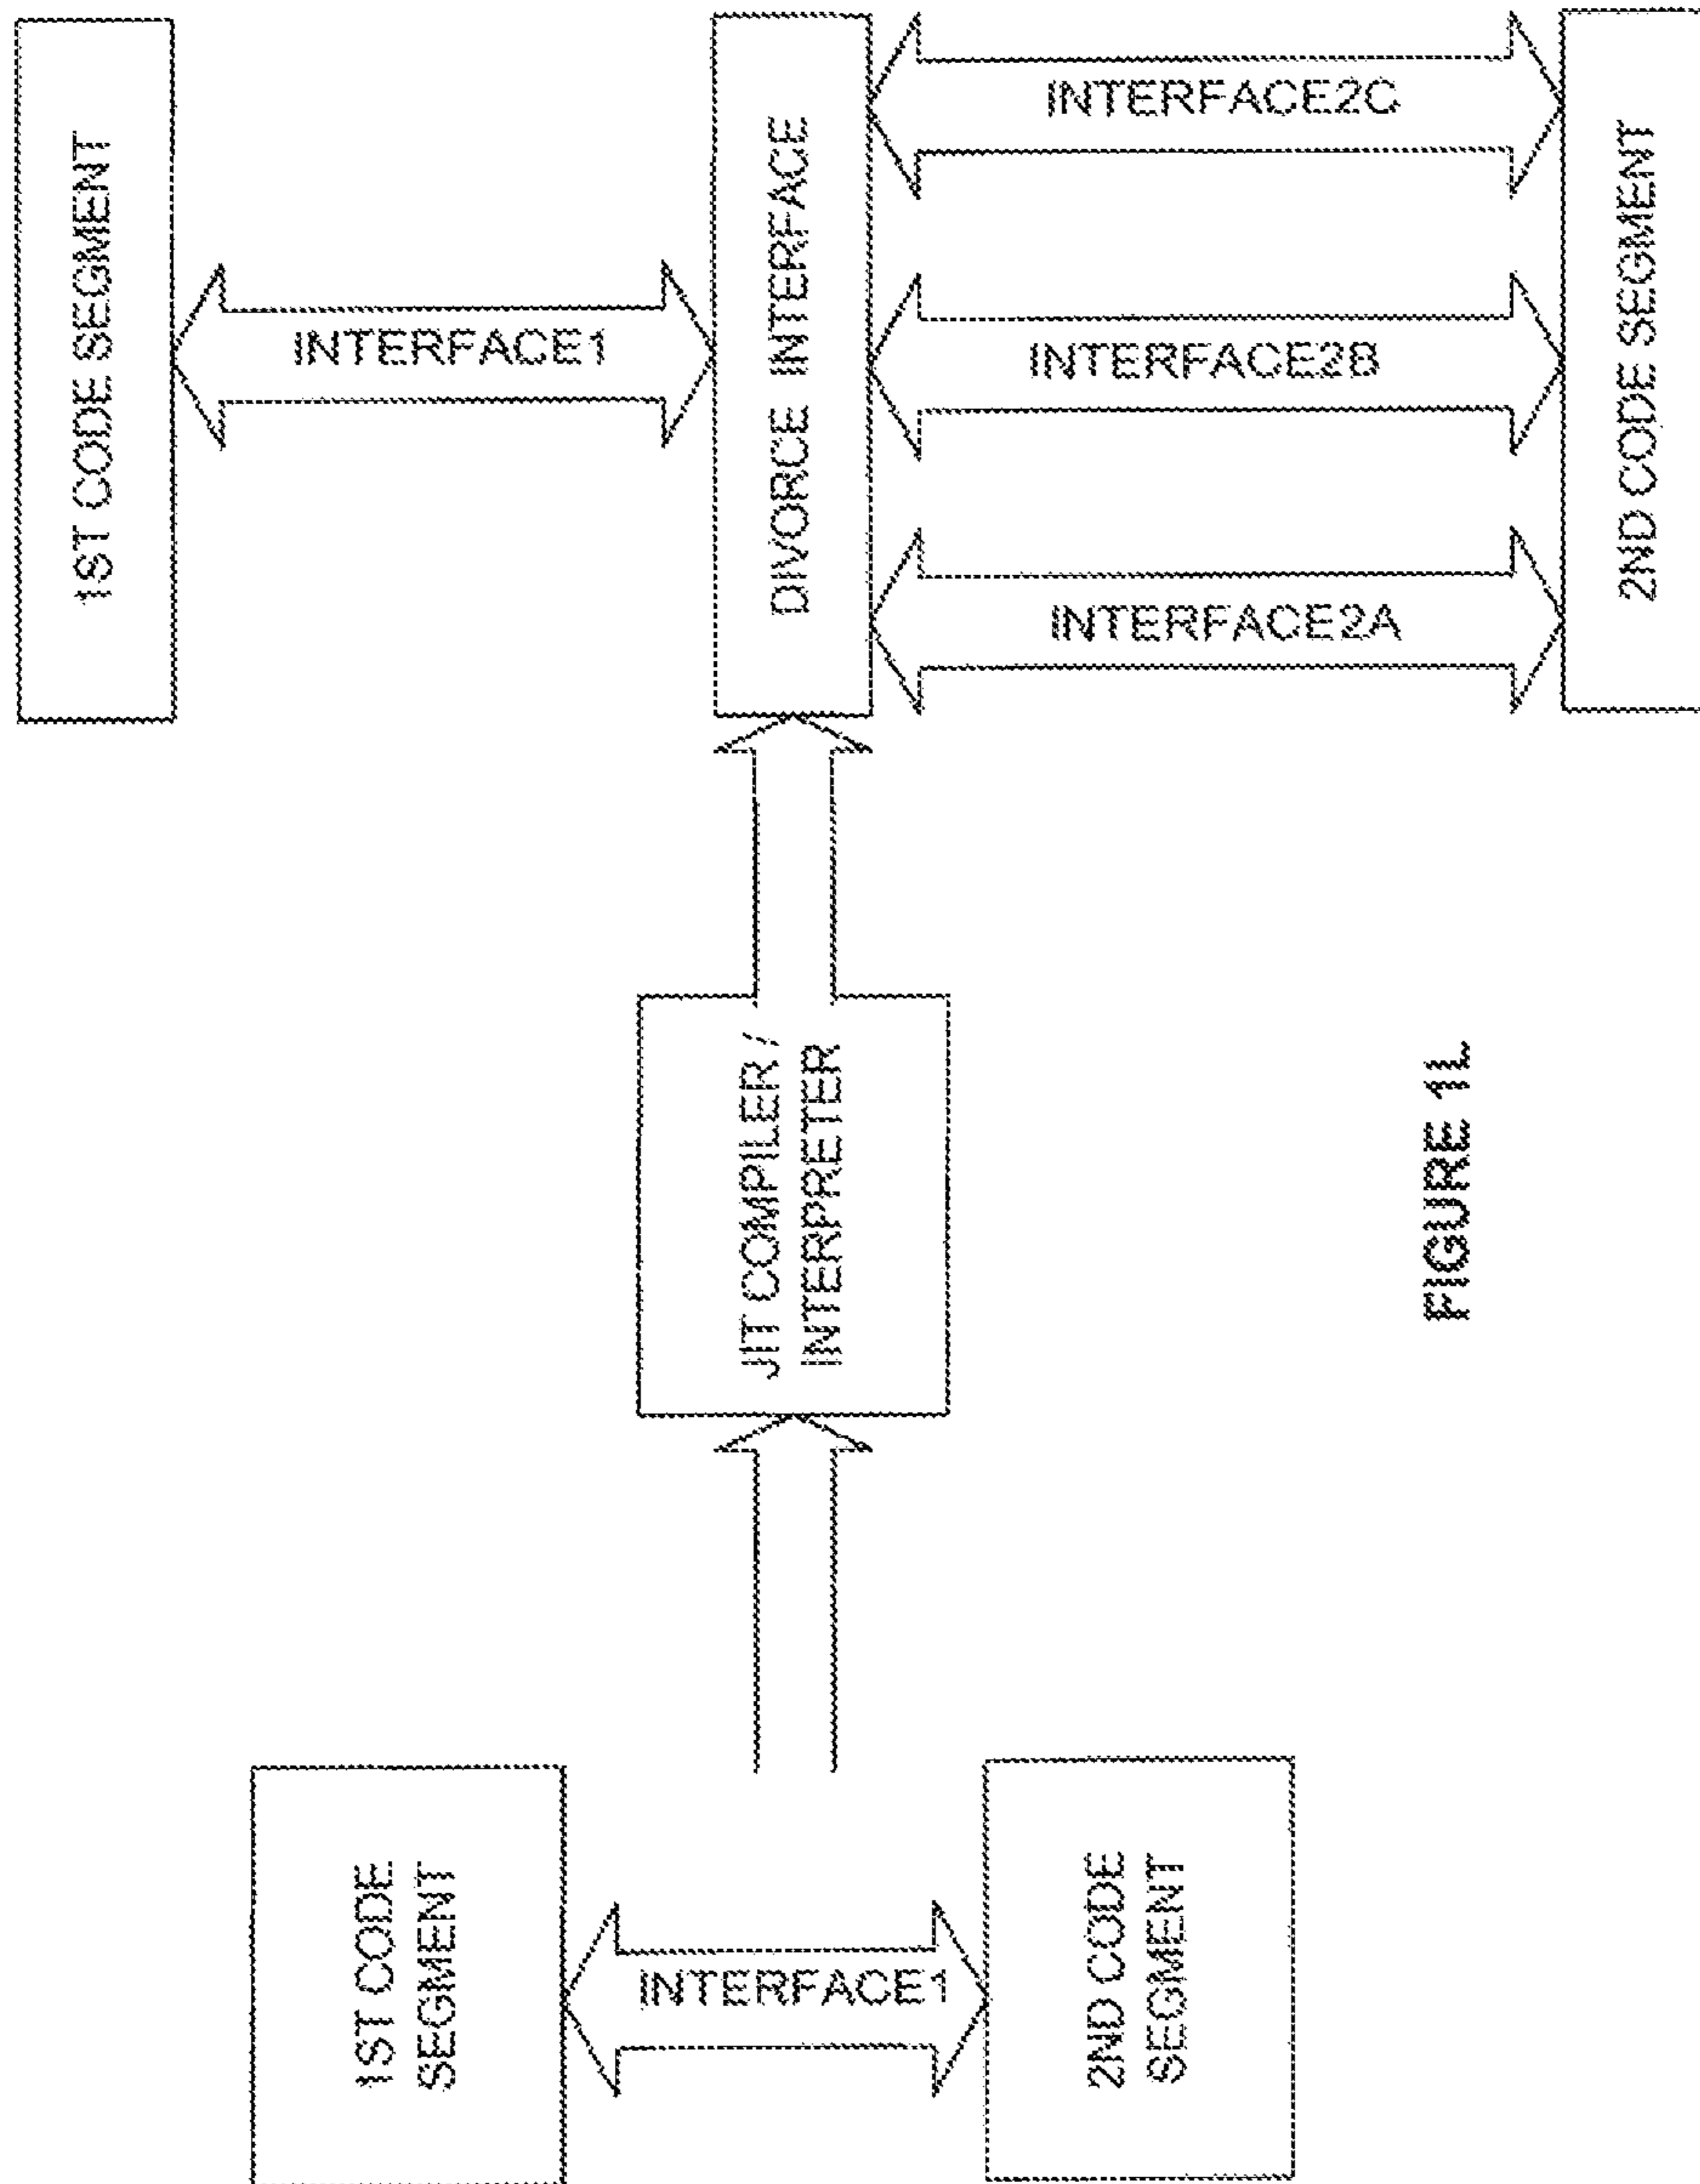 1ST CODE
SEGMENT
INTERFACE1
2ND CODE
SEGMENT
JIT COMPILER /
INTERPRETER
1ST CODE SEGMENT
INTERFACE1
DIVORCE INTERFACE
INTERFACE2A
INTERFACE2B
INTERFACE2C
2ND CODE SEGMENT
FIGURE 1L